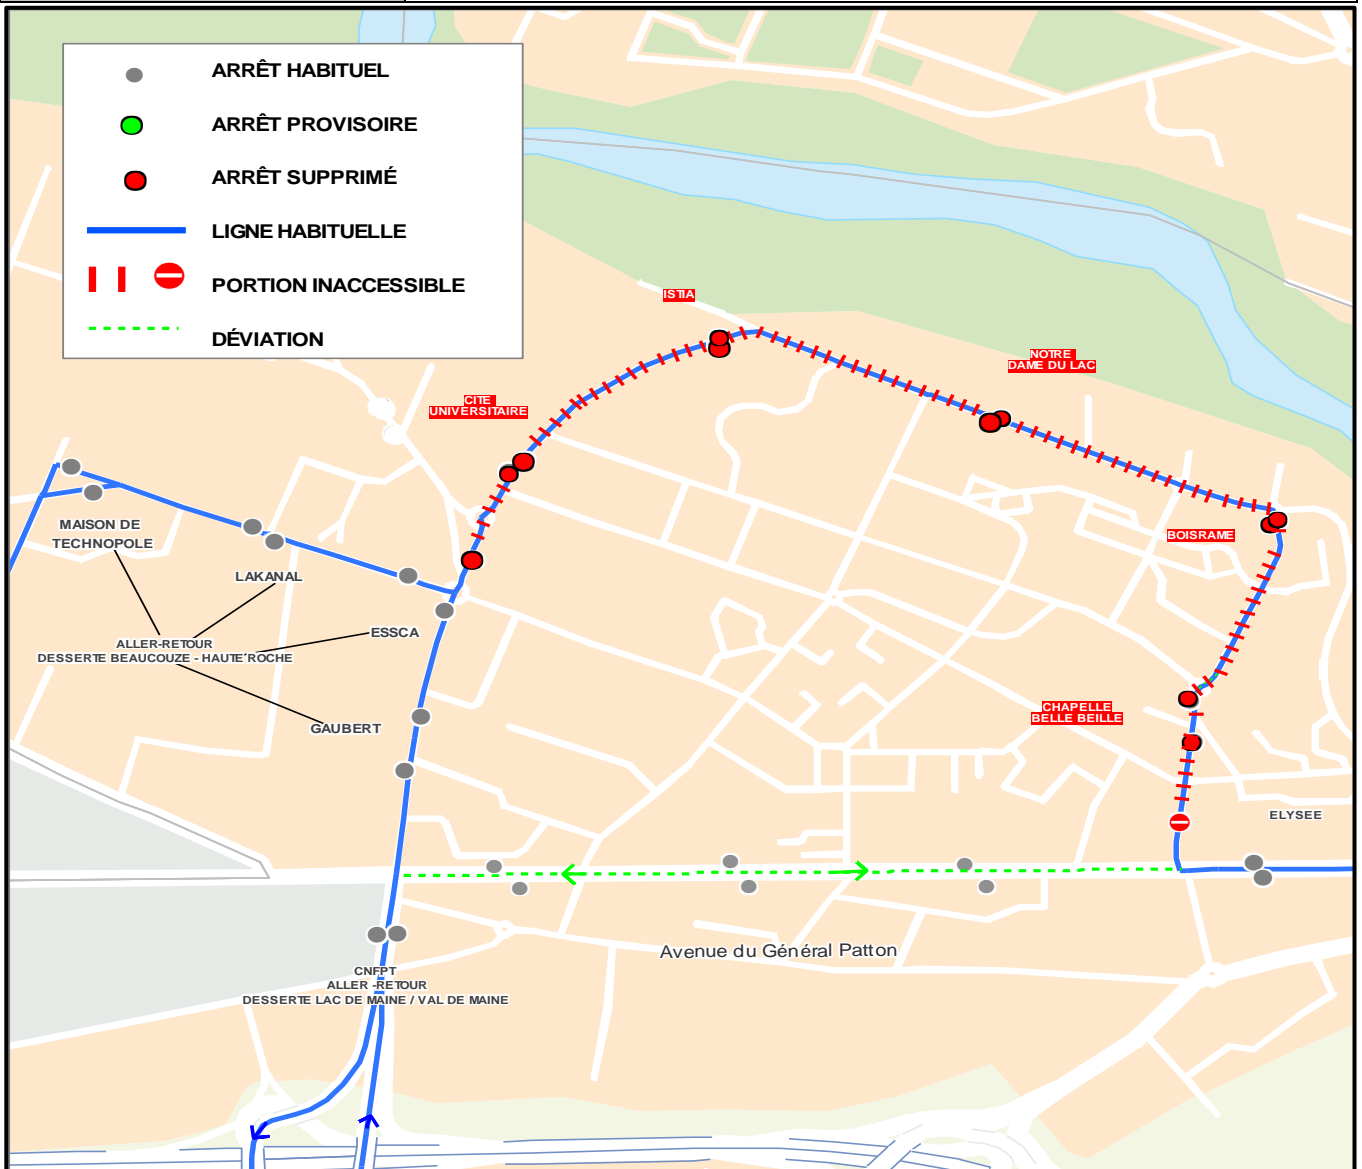 ARRÊT HABITUEL
ARRÊT PROVISOIRE
ARRÊT SUPPRIMÉ
LIGNE HABITUELLE
PORTION INACCESSIBLE
DÉVIATION
ISTIA
NOTRE
DAME DU LAC
CITE
UNIVERSITAIRE
MAISON DE
TECHNOPOLE
BOISRAME
LAKANAL
ESSCA
ALLER-RETOUR
DESSERTE BEAUCOUZE - HAUTE ROCHE
GAUBERT
CHAPELLE
BELLE BEILLE
ELYSEE
Avenue du Général Patton
CNFPT
ALLER -RETOUR
DESSERTE LAC DE MAINE / VAL DE MAINE